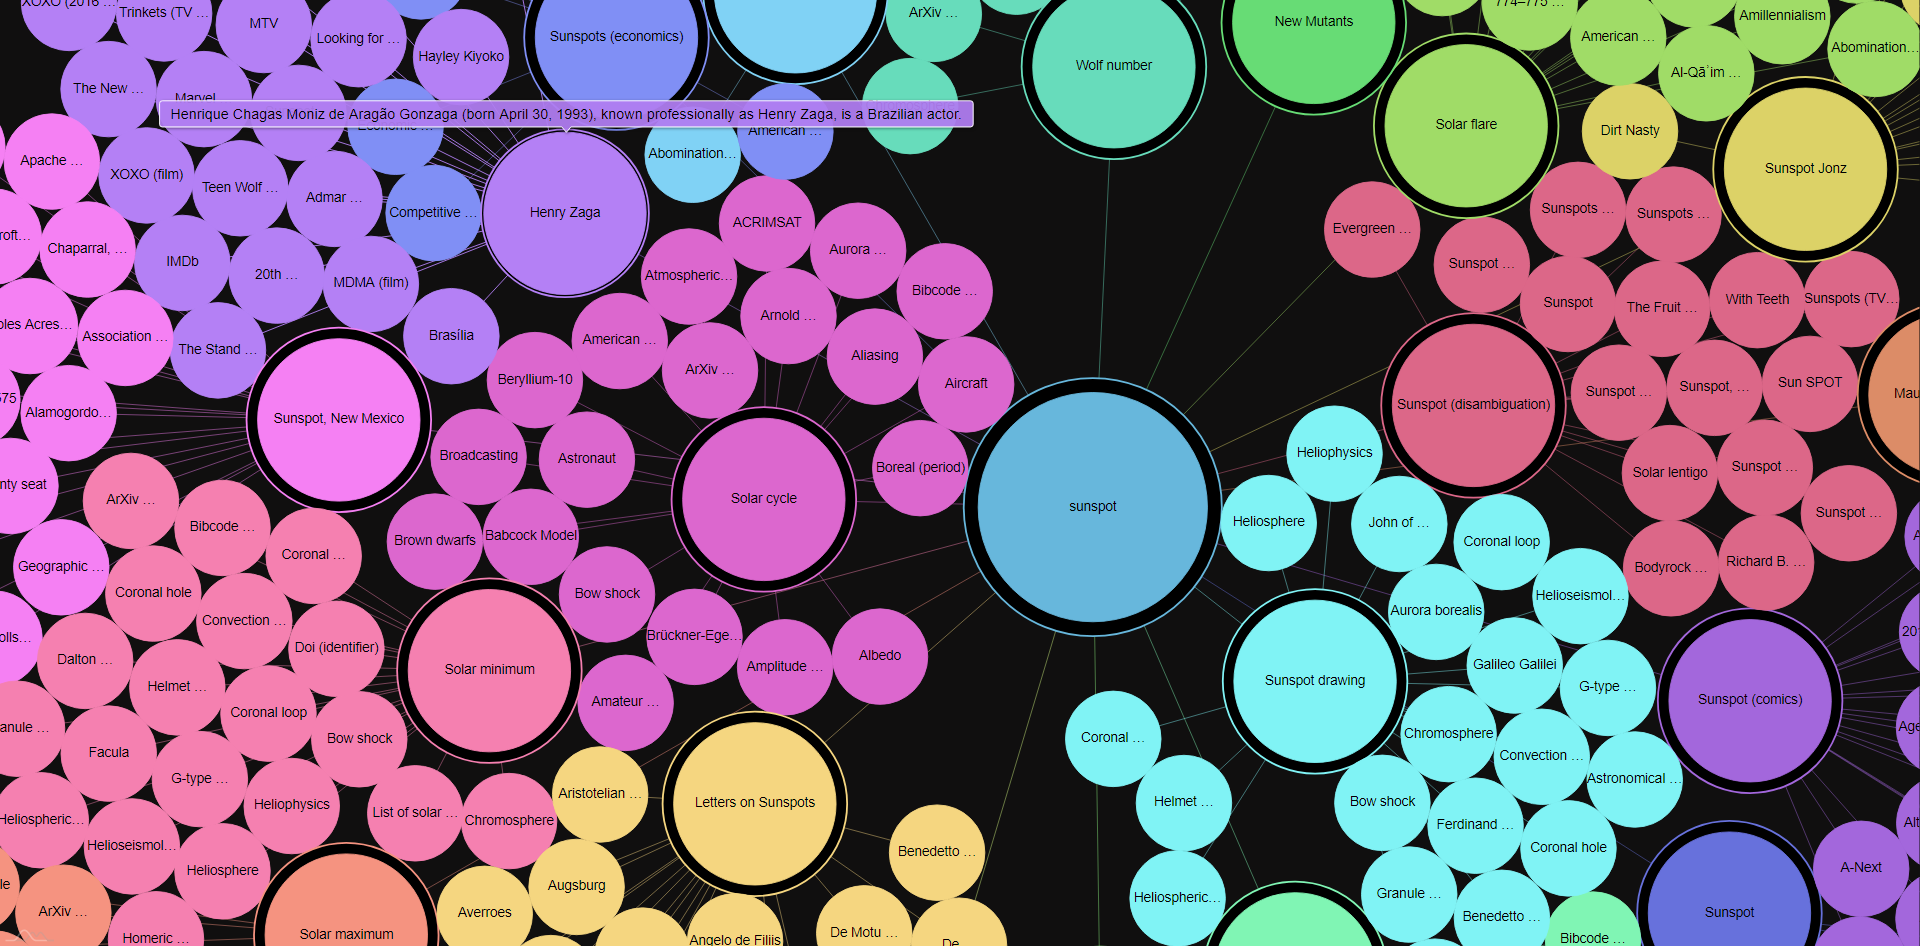 XOXO (2016 …
Trinkets (TV …
MTV
Looking for …
Hayley Kiyoko
Sunspots (economics)
ArXiv …
Wolf number
New Mutants
774–775 …
American …
Amillennialism
Abomination…
Al-Qāʾim …
The New …
Marvel
Solar flare
Dirt Nasty
Sunspot Jonz
Henrique Chagas Moniz de Aragão Gonzaga (born April 30, 1993), known professionally as Henry Zaga, is a Brazilian actor.
Economic …
American …
Abomination…
Apache …
XOXO (film)
Teen Wolf …
Admar …
Competitive …
Henry Zaga
ACRIMSAT
Aurora …
Evergreen …
Sunspots …
Sunspots …
roft…
Chaparral, …
IMDb
20th …
MDMA (film)
Atmospheric…
Bibcode …
Arnold …
Sunspot …
Sunspot
The Fruit …
With Teeth
Sunspots (TV…
oles Acres…
Association …
The Stand …
Brasília
American …
Aliasing
ArXiv …
Beryllium-10
Aircraft
Sunspot …
Sunspot, …
Sun SPOT
Mau
575
Alamogordo…
Sunspot, New Mexico
Sunspot (disambiguation)
Broadcasting
Astronaut
Boreal (period)
Heliophysics
Solar lentigo
Sunspot …
nty seat
ArXiv …
Bibcode …
Solar cycle
sunspot
Heliosphere
John of …
Sunspot …
Coronal …
Brown dwarfs
Babcock Model
Coronal loop
Geographic …
Coronal hole
Bow shock
Bodyrock …
Richard B. …
Convection …
Doi (identifier)
Brückner-Ege…
Aurora borealis
Helioseismol…
olls…
Dalton …
Helmet …
Solar minimum
Amplitude …
Albedo
Sunspot drawing
Galileo Galilei
G-type …
Sunspot (comics)
201
anule …
Coronal loop
Amateur …
Facula
Bow shock
Coronal …
Chromosphere
Convection …
Age
G-type …
Heliophysics
List of solar …
Chromosphere
Aristotelian …
Letters on Sunspots
Helmet …
Bow shock
Astronomical …
Heliospheric…
Helioseismol…
Heliosphere
Benedetto …
Ferdinand …
Coronal hole
Alt
A-Next
le
ArXiv …
Homeric …
Solar maximum
Averroes
Augsburg
Angelo de Filiis
De Motu …
De
Heliospheric…
Granule …
Benedetto …
Bibcode …
Sunspot